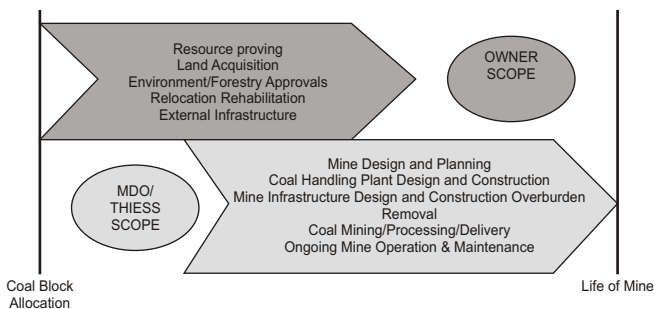 Resource proving
Land Acquisition
Environment/Forestry Approvals
Relocation Rehabilitation
External Infrastructure
OWNER
SCOPE
MDO/
THIESS
SCOPE
Mine Design and Planning
Coal Handling Plant Design and Construction
Mine Infrastructure Design and Construction Overburden
Removal
Coal Mining/Processing/Delivery
Ongoing Mine Operation & Maintenance
Coal Block
Allocation
Life of Mine